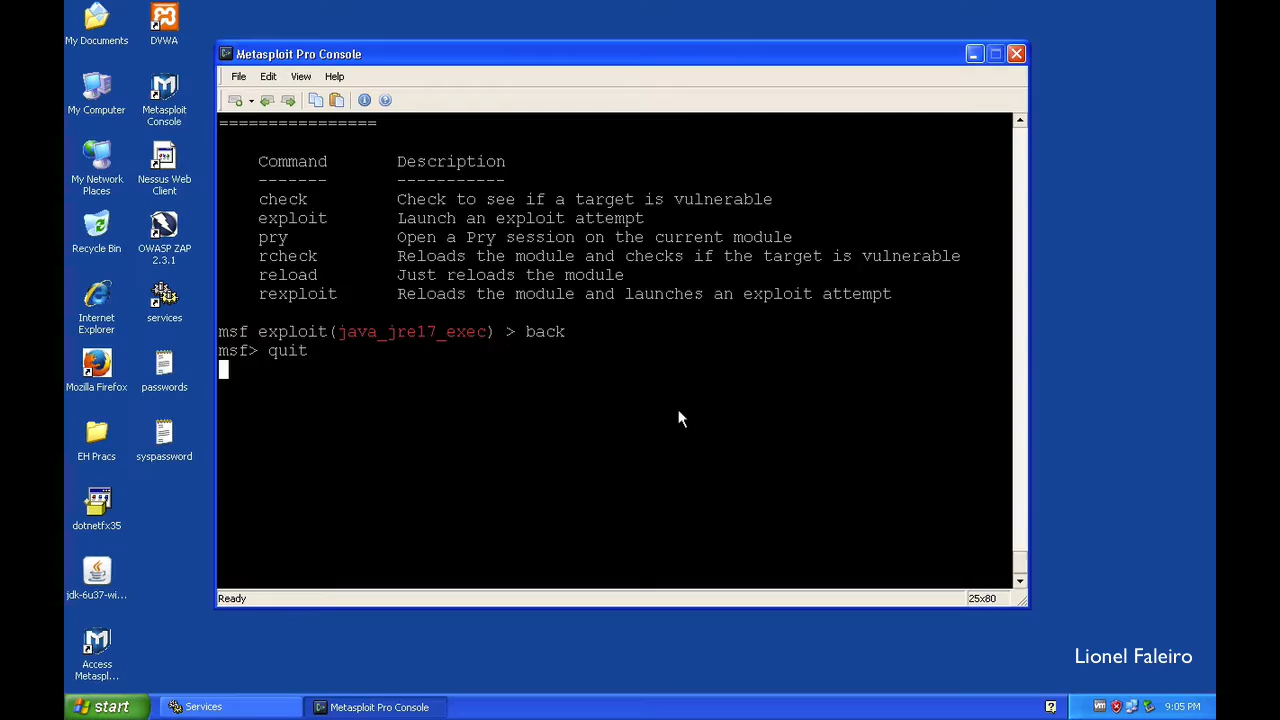 My Documents
DVWA
My Computer
Metasploit
Console
My Network
Places
Nessus Web
Client
Recycle Bin
OWASP ZAP
2.3.1
Internet
Explorer
services
Mozilla Firefox
passwords
EH Pracs
syspassword
dotnetfx35
jdk-6u37-wi...
Access
Metaspl...
Metasploit Pro Console
File Edit View Help
================
Command Description
------- -----------
check Check to see if a target is vulnerable
exploit Launch an exploit attempt
pry Open a Pry session on the current module
rcheck Reloads the module and checks if the target is vulnerable
reload Just reloads the module
rexploit Reloads the module and launches an exploit attempt
msf exploit(java_jre17_exec) > back
msf> quit
Ready 25x80
Lionel Faleiro
start Services Metasploit Pro Console 9:05 PM